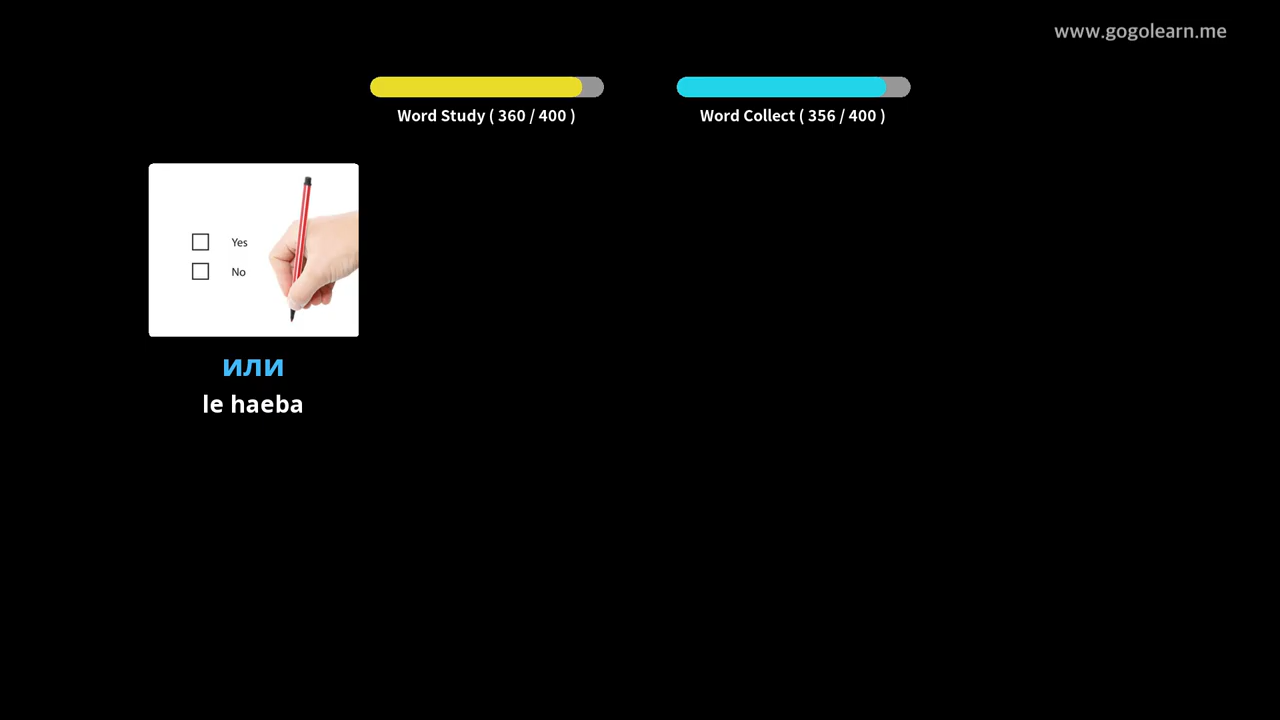 www.gogolearn.me
Word Study ( 360 / 400 )
Word Collect ( 356 / 400 )
Yes
No
или
le haeba